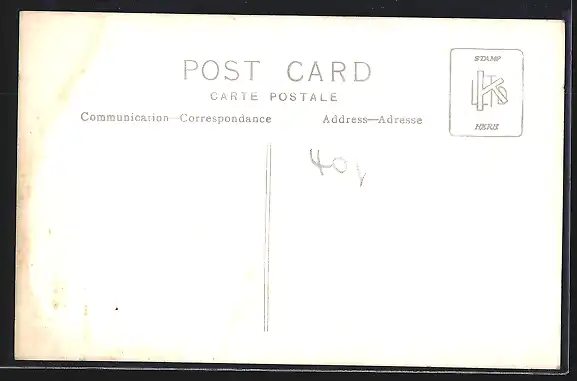 POST CARD
CARTE POSTALE
Communication—Correspondance
Address—Adresse
STAMP
HERE
40